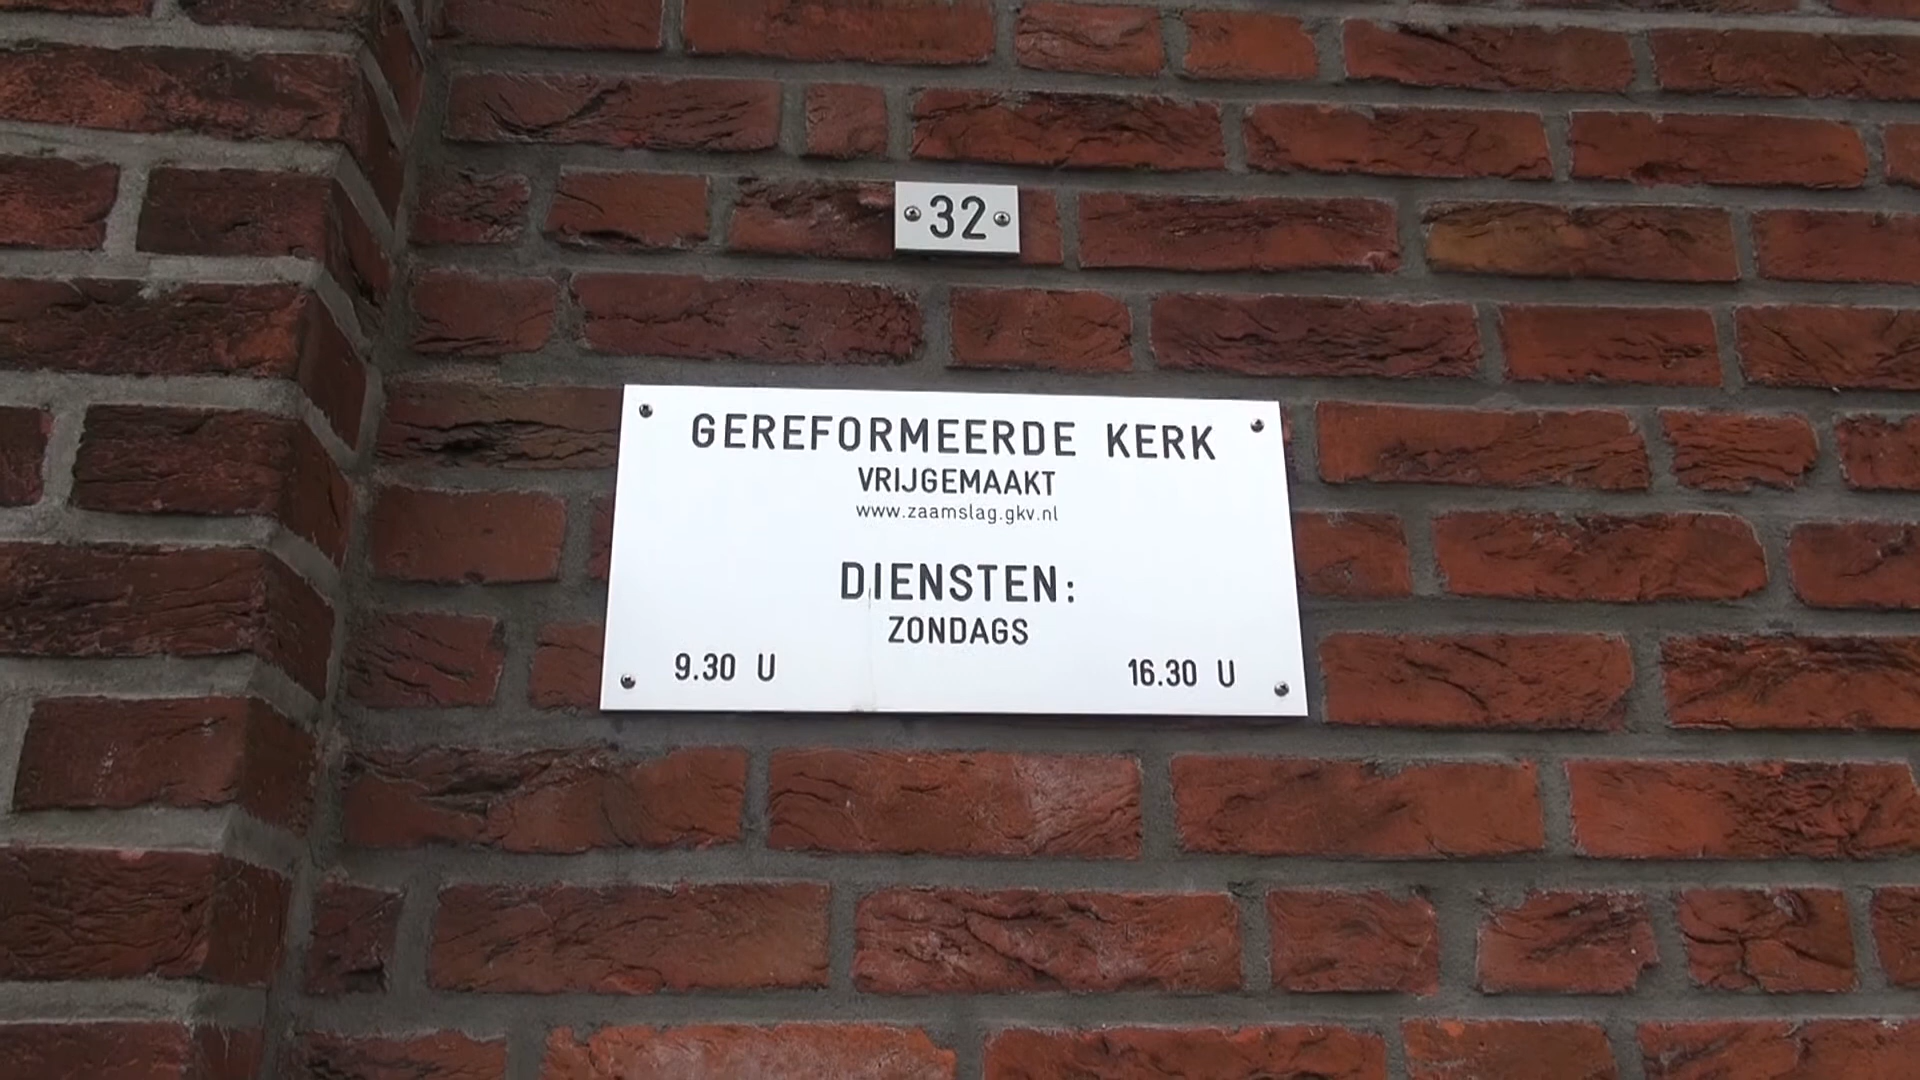 32
GEREFORMEERDE KERK
VRIJGEMAAKT
www.zaamslag.gkv.nl
DIENSTEN:
ZONDAGS
9.30 U 16.30 U